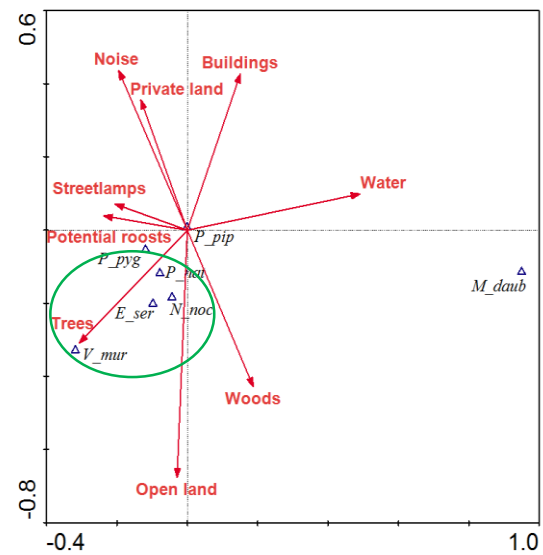 0.6
Noise
Buildings
Private land
Water
Streetlamps
Potential roosts
P_pip
P_pyg
P_nat
M_daub
E_ser
N_noc
Trees
V_mur
Woods
Open land
-0.8
-0.4
1.0